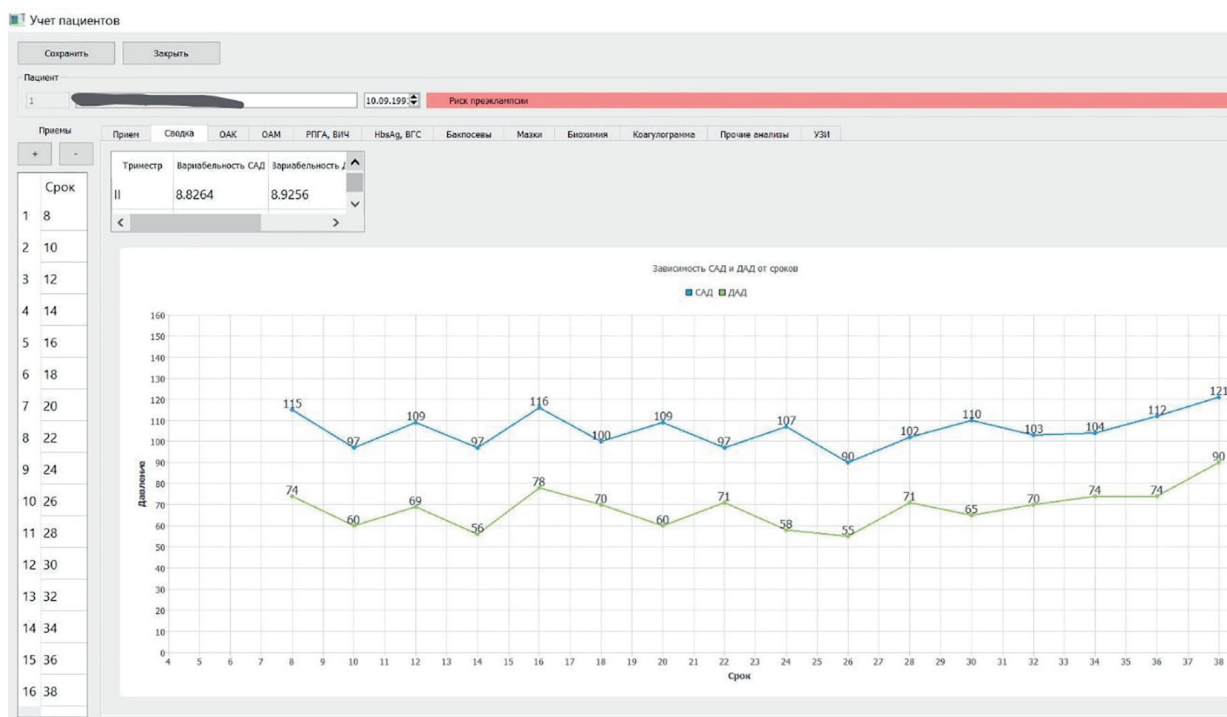 Учет пациентов
Сохранить Закрыть
Пациент
1 10.09.199 Риск преэклампсии
Приемы
+ -
Срок
1 8
2 10
3 12
4 14
5 16
6 18
7 20
8 22
9 24
10 26
11 28
12 30
13 32
14 34
15 36
16 38
Прием Сводка ОАК ОАМ РПГА, ВИЧ HbsAg, ВГС Бакпосевы Мазки Биохимия Коагулограмма Прочие анализы УЗИ
Триместр Вариабельность САД Вариабельность Д
II 8.8264 8.9256
Зависимость САД и ДАД от сроков
САД ДАД
Давление
160
150
140
130
120
110
100
90
80
70
60
50
40
30
20
10
0
115 97 109 97 116 100 109 97 107 90 102 110 103 104 112 121
74 60 69 56 78 70 60 71 58 55 71 65 70 74 74 90
4 5 6 7 8 9 10 11 12 13 14 15 16 17 18 19 20 21 22 23 24 25 26 27 28 29 30 31 32 33 34 35 36 37 38
Срок